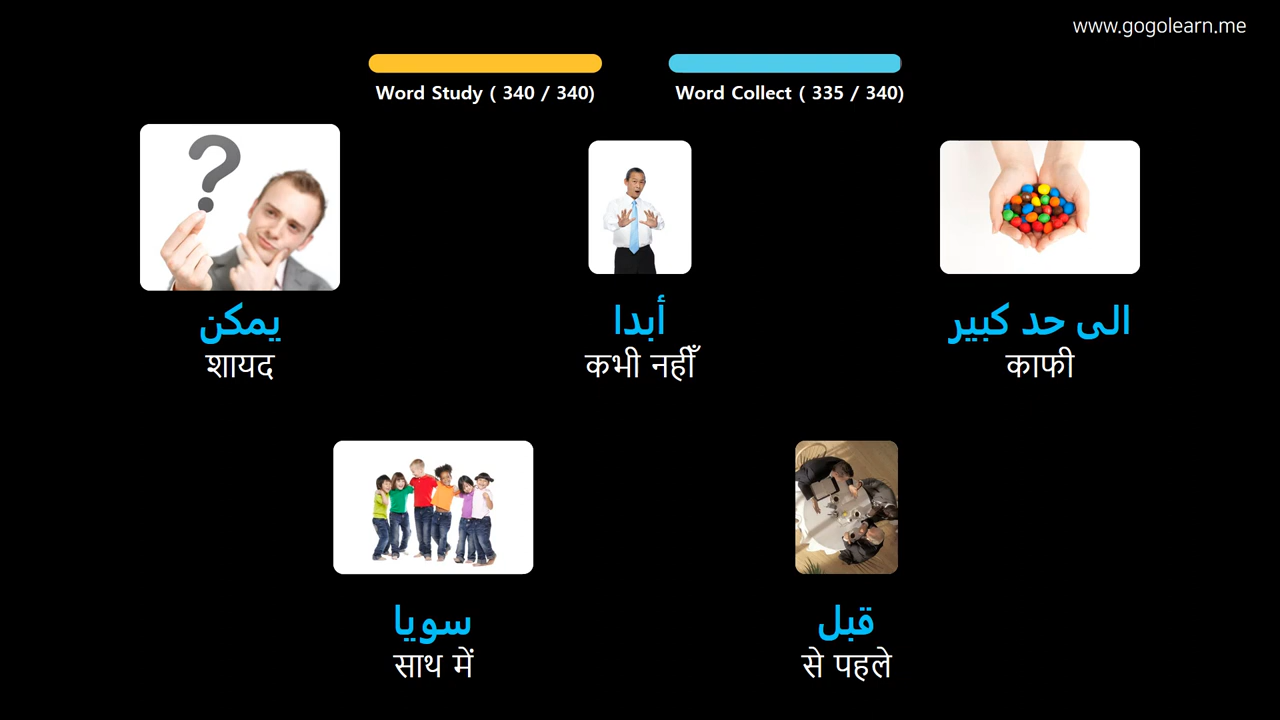 www.gogolearn.me
Word Study ( 340 / 340)
Word Collect ( 335 / 340)
يمكن
शायद
أبدا
कभी नहीँ
الى حد كبير
काफी
سويا
साथ में
قبل
से पहले